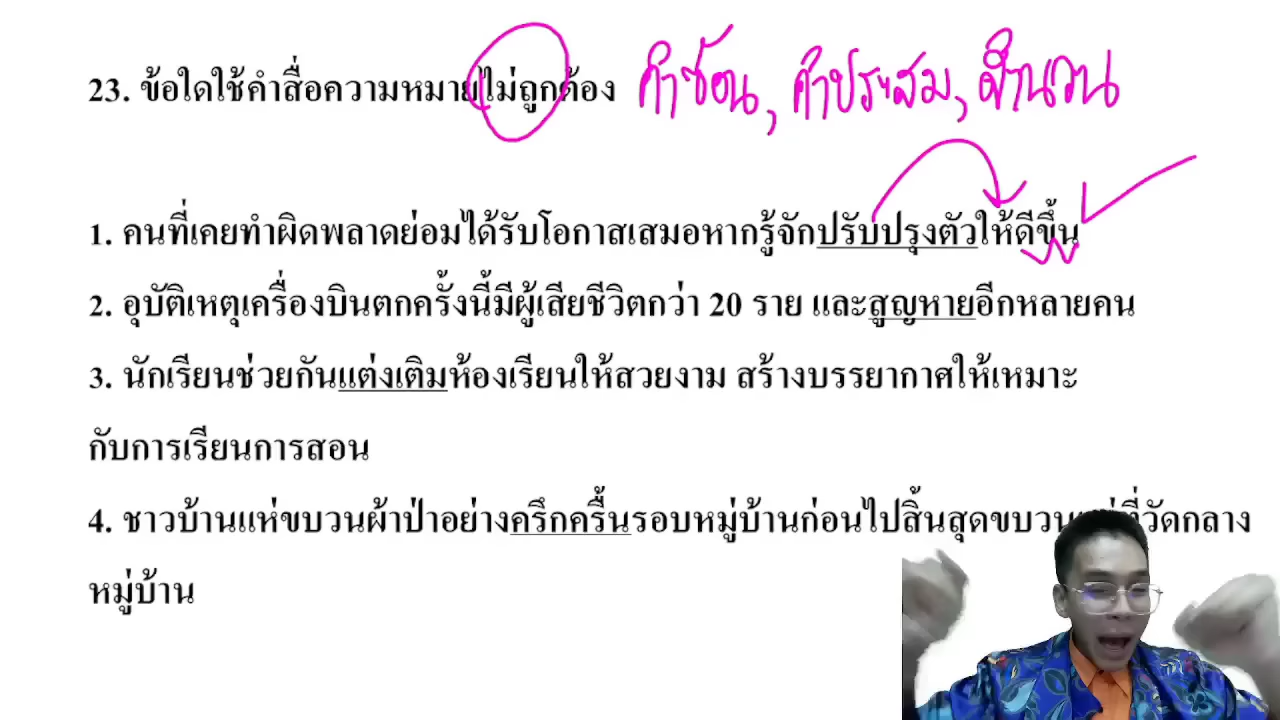 23. ข้อใดใช้คำสื่อความหมายไม่ถูกต้อง คำซ้อน, คำประสม, สำนวน
1. คนที่เคยทำผิดพลาดย่อมได้รับโอกาสเสมอหากรู้จักปรับปรุงตัวให้ดีขึ้น
2. อุบัติเหตุเครื่องบินตกครั้งนี้มีผู้เสียชีวิตกว่า 20 ราย และสูญหายอีกหลายคน
3. นักเรียนช่วยกันแต่งเติมห้องเรียนให้สวยงาม สร้างบรรยากาศให้เหมาะ
กับการเรียนการสอน
4. ชาวบ้านแห่ขบวนผ้าป่าอย่างครึกครื้นรอบหมู่บ้านก่อนไปสิ้นสุดขบวนวัดกลาง
หมู่บ้าน